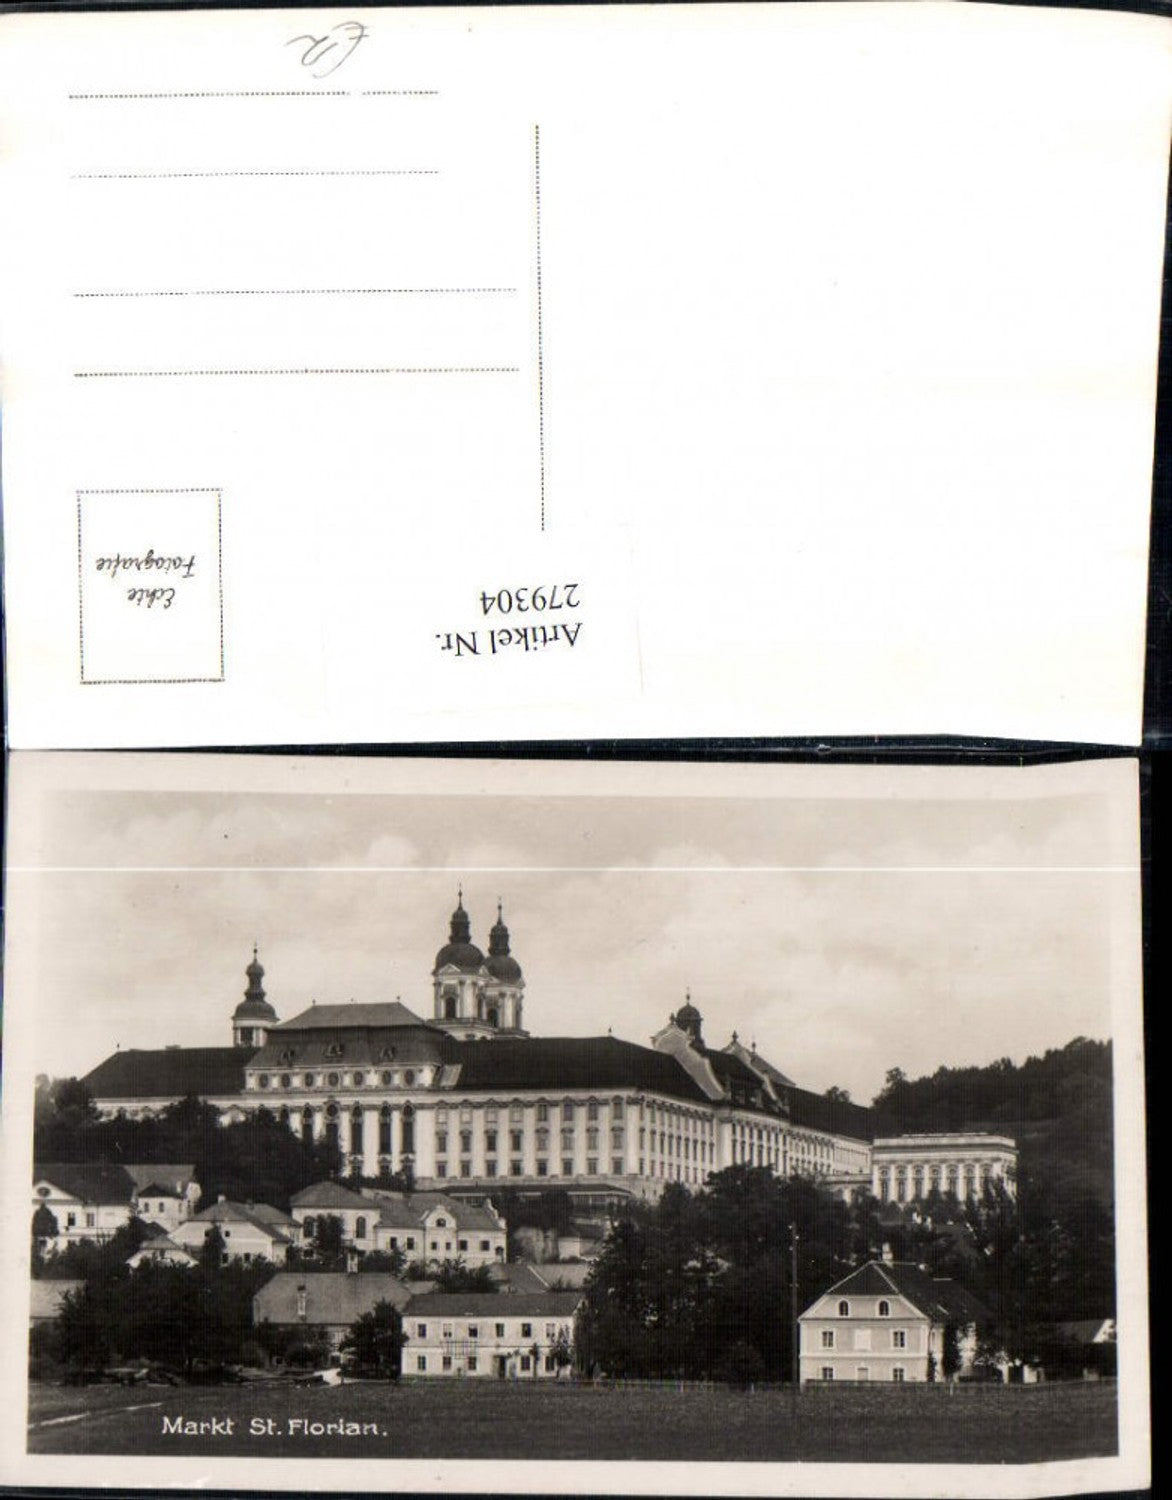 Echte
Fotografie
Artikel Nr.
279304
Markt St. Florian.